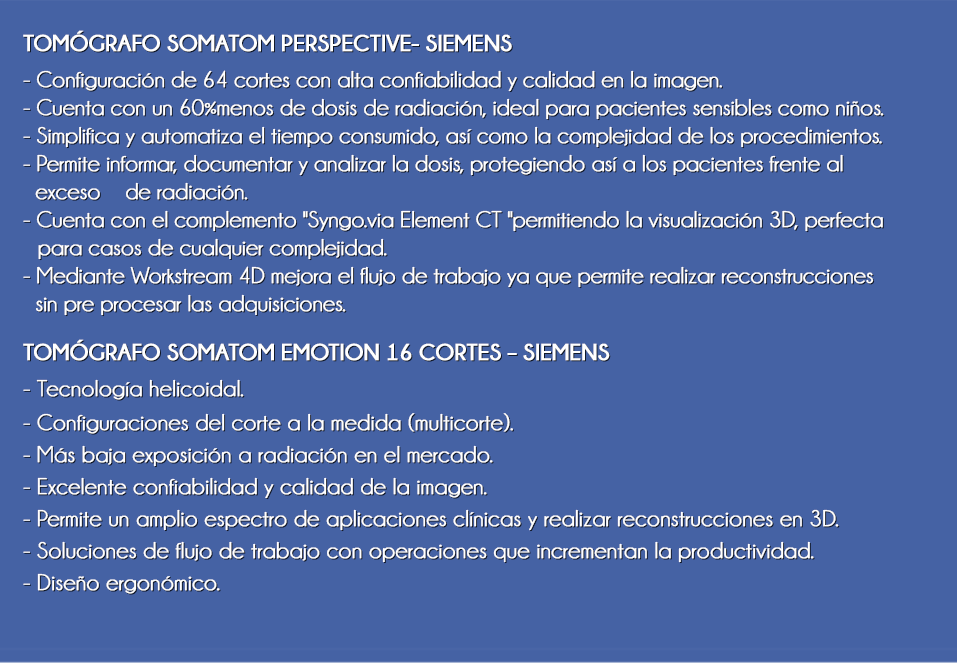 TOMÓGRAFO SOMATOM PERSPECTIVE- SIEMENS
- Configuración de 64 cortes con alta confiabilidad y calidad en la imagen.
- Cuenta con un 60%menos de dosis de radiación, ideal para pacientes sensibles como niños.
- Simplifica y automatiza el tiempo consumido, así como la complejidad de los procedimientos.
- Permite informar, documentar y analizar la dosis, protegiendo así a los pacientes frente al
exceso de radiación.
- Cuenta con el complemento "Syngo.via Element CT "permitiendo la visualización 3D, perfecta
para casos de cualquier complejidad.
- Mediante Workstream 4D mejora el flujo de trabajo ya que permite realizar reconstrucciones
sin pre procesar las adquisiciones.
TOMÓGRAFO SOMATOM EMOTION 16 CORTES – SIEMENS
- Tecnología helicoidal.
- Configuraciones del corte a la medida (multicorte).
- Más baja exposición a radiación en el mercado.
- Excelente confiabilidad y calidad de la imagen.
- Permite un amplio espectro de aplicaciones clínicas y realizar reconstrucciones en 3D.
- Soluciones de flujo de trabajo con operaciones que incrementan la productividad.
- Diseño ergonómico.